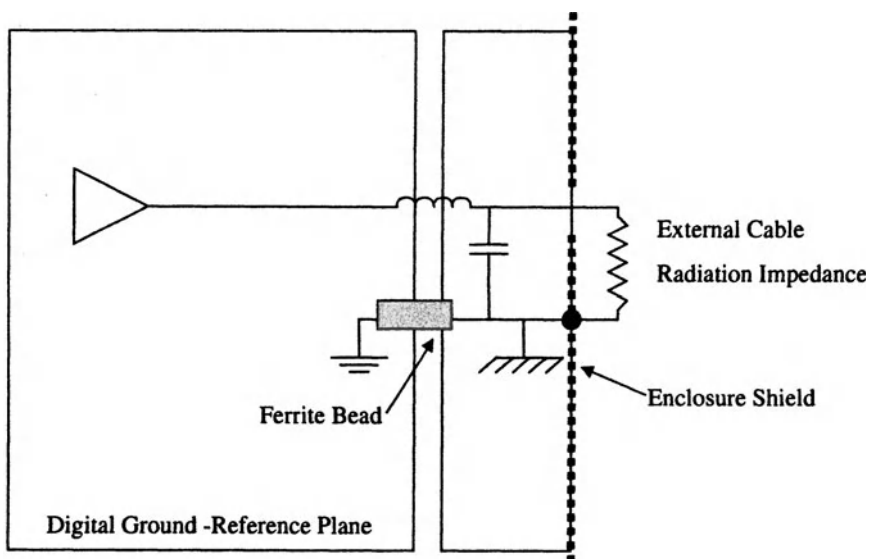 External Cable
Radiation Impedance
Enclosure Shield
Ferrite Bead
Digital Ground -Reference Plane